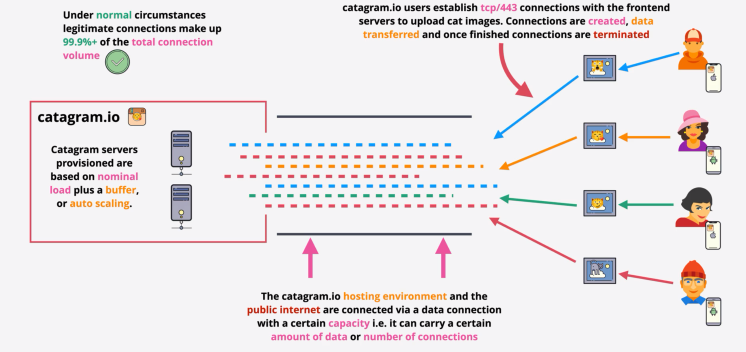 Under normal circumstances
legitimate connections make up
99.9%+ of the total connection
volume
catagram.io users establish tcp/443 connections with the frontend
servers to upload cat images. Connections are created, data
transferred and once finished connections are terminated
catagram.io
Catagram servers
provisioned are
based on nominal
load plus a buffer,
or auto scaling.
The catagram.io hosting environment and the
public internet are connected via a data connection
with a certain capacity i.e. it can carry a certain
amount of data or number of connections